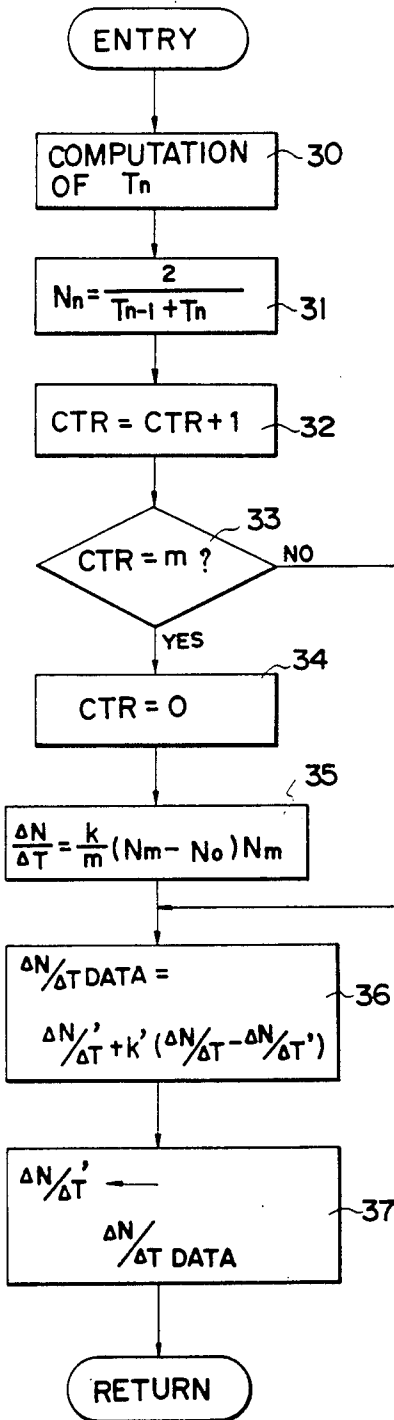 ENTRY
COMPUTATION
OF Tn
30
Nn = 2 / (Tn-1 + Tn)
31
CTR = CTR + 1
32
33
CTR = m ?
NO
YES
34
CTR = 0
35
ΔN/ΔT = k/m (Nm - No) Nm
ΔN/ΔT DATA =
36
ΔN/ΔT' + k' (ΔN/ΔT - ΔN/ΔT')
ΔN/ΔT' ←
37
ΔN/ΔT DATA
RETURN